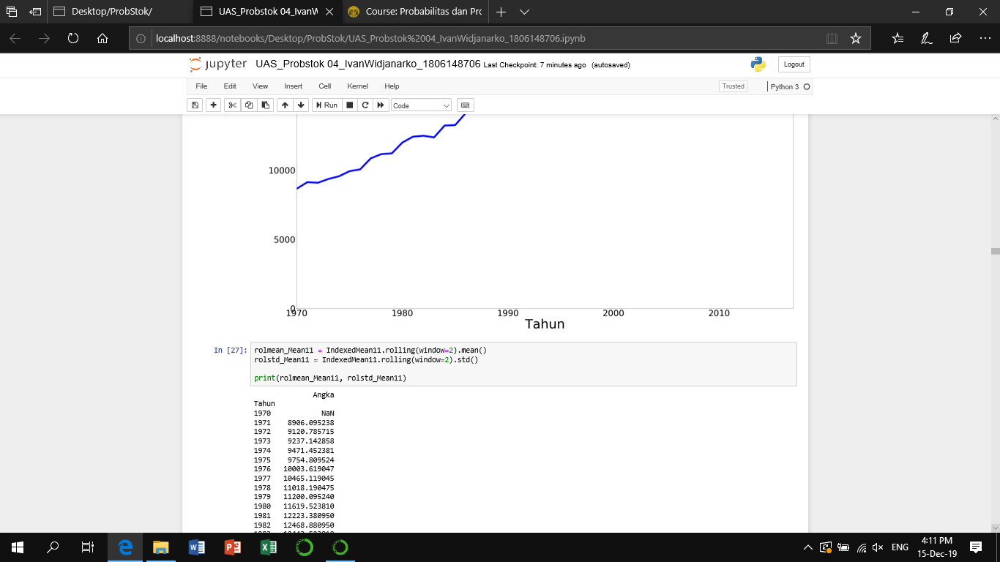 Desktop/ProbStok/
UAS_Probstok 04_IvanW
Course: Probabilitas dan Pro
localhost:8888/notebooks/Desktop/ProbStok/UAS_Probstok%2004_IvanWidjanarko_1806148706.ipynb
jupyter UAS_Probstok 04_IvanWidjanarko_1806148706 Last Checkpoint: 7 minutes ago (autosaved)
Logout
File Edit View Insert Cell Kernel Help
Trusted
Python 3
Run
Code
10000
5000
0
1970 1980 1990 2000 2010
Tahun
In [27]: rolmean_Mean11 = IndexedMean11.rolling(window=2).mean()
rolstd_Mean11 = IndexedMean11.rolling(window=2).std()
print(rolmean_Mean11, rolstd_Mean11)
Angka
Tahun
1970 NaN
1971 8906.095238
1972 9120.785715
1973 9237.142858
1974 9471.452381
1975 9754.809524
1976 10003.619047
1977 10465.119045
1978 11018.190475
1979 11200.095240
1980 11619.523810
1981 12223.380950
1982 12468.880950
ENG
4:11 PM
15-Dec-19